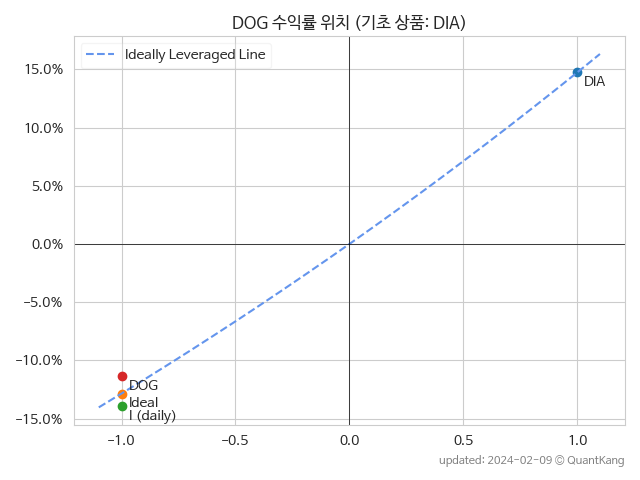 DOG 수익률 위치 (기초 상품: DIA)
Ideally Leveraged Line
15.0%
10.0%
5.0%
0.0%
−5.0%
−10.0%
−15.0%
DIA
DOG
Ideal
I (daily)
−1.0
−0.5
0.0
0.5
1.0
updated: 2024-02-09 © QuantKang